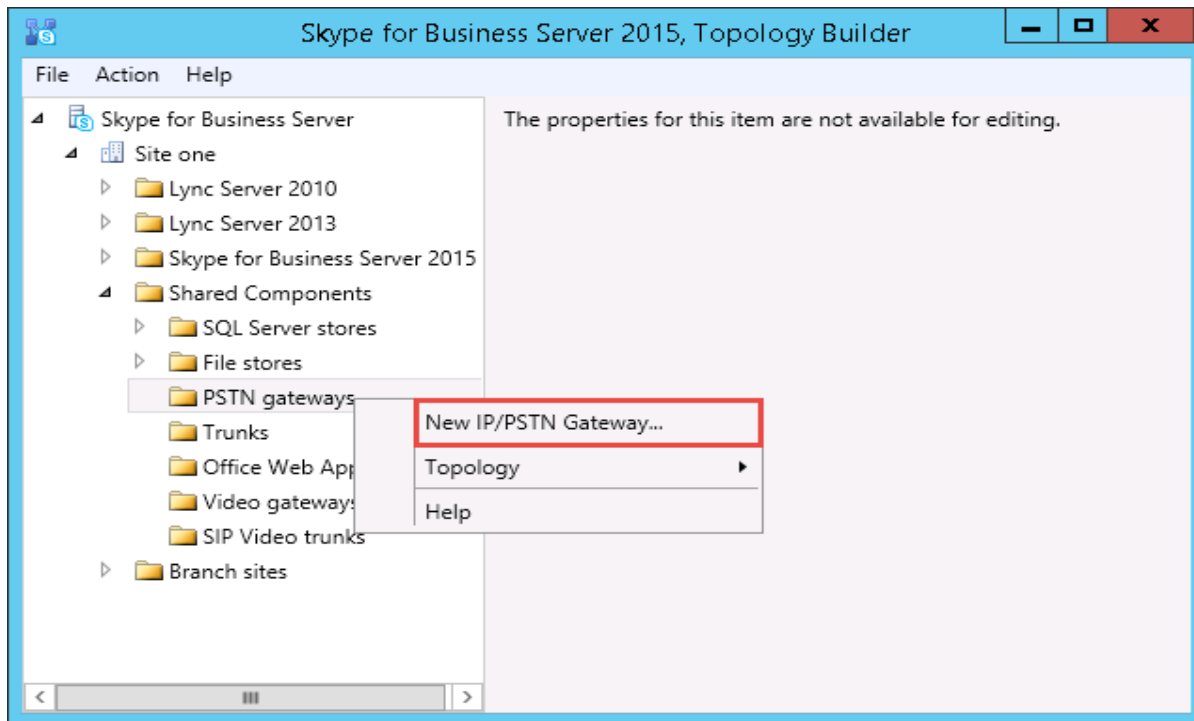 Skype for Business Server 2015, Topology Builder
File Action Help
Skype for Business Server
The properties for this item are not available for editing.
Site one
Lync Server 2010
Lync Server 2013
Skype for Business Server 2015
Shared Components
SQL Server stores
File stores
PSTN gateways
New IP/PSTN Gateway...
Trunks
Office Web App
Topology
Video gateways
Help
SIP Video trunks
Branch sites